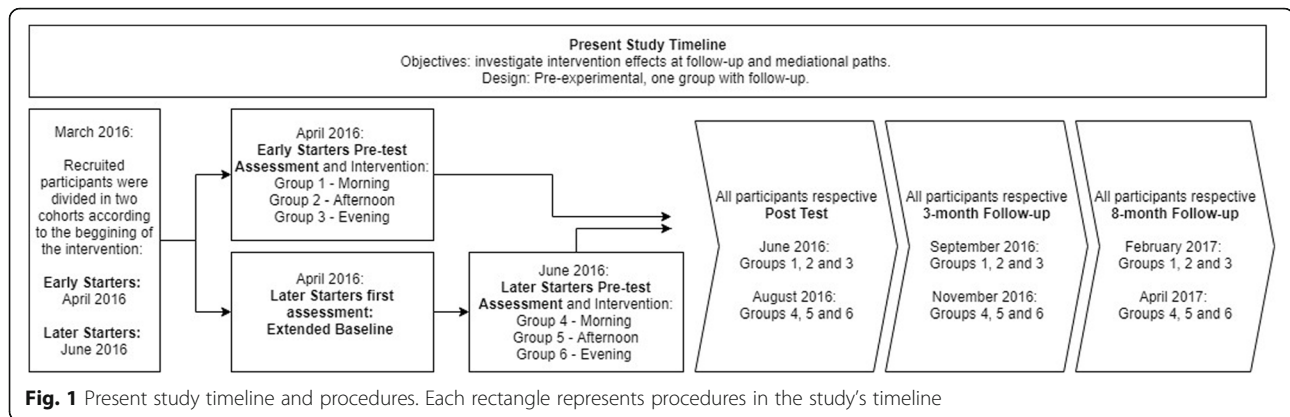 Present Study Timeline
Objectives: investigate intervention effects at follow-up and mediational paths.
Design: Pre-experimental, one group with follow-up.
March 2016:
Recruited
participants were
divided in two
cohorts according
to the beggining of
the intervention:
Early Starters:
April 2016
Later Starters:
June 2016
April 2016:
Early Starters Pre-test
Assessment and Intervention:
Group 1 - Morning
Group 2 - Afternoon
Group 3 - Evening
April 2016:
Later Starters first
assessment:
Extended Baseline
June 2016:
Later Starters Pre-test
Assessment and Intervention:
Group 4 - Morning
Group 5 - Afternoon
Group 6 - Evening
All participants respective
Post Test
June 2016:
Groups 1, 2 and 3
August 2016:
Groups 4, 5 and 6
All participants respective
3-month Follow-up
September 2016:
Groups 1, 2 and 3
November 2016:
Groups 4, 5 and 6
All participants respective
8-month Follow-up
February 2017:
Groups 1, 2 and 3
April 2017:
Groups 4, 5 and 6
Fig. 1 Present study timeline and procedures. Each rectangle represents procedures in the study's timeline